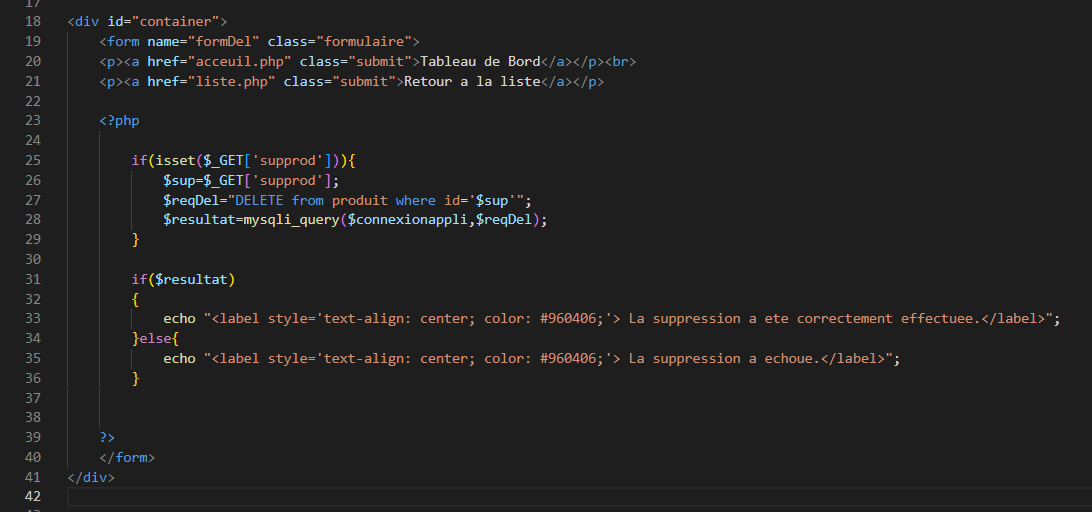 17
18 <div id="container">
19 <form name="formDel" class="formulaire">
20 <p><a href="acceuil.php" class="submit">Tableau de Bord</a></p><br>
21 <p><a href="liste.php" class="submit">Retour a la liste</a></p>
22
23 <?php
24
25 if(isset($_GET['supprod'])){
26 $sup=$_GET['supprod'];
27 $reqDel="DELETE from produit where id='$sup'";
28 $resultat=mysqli_query($connexionappli,$reqDel);
29 }
30
31 if($resultat)
32 {
33 echo "<label style='text-align: center; color: #960406;'> La suppression a ete correctement effectuee.</label>";
34 }else{
35 echo "<label style='text-align: center; color: #960406;'> La suppression a echoue.</label>";
36 }
37
38
39 ?>
40 </form>
41 </div>
42